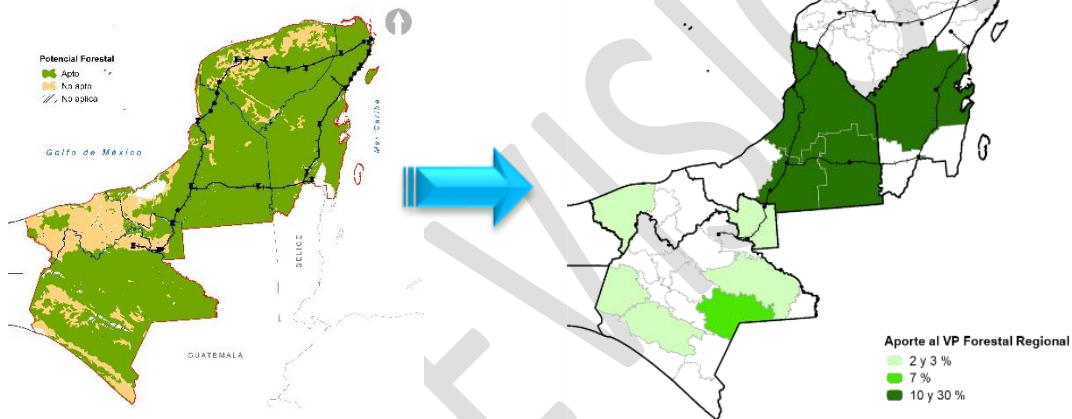 Potencial Forestal
Apto
No apto
No aplica
Golfo de México
Mar Caribe
BELICE
GUATEMALA
Aporte al VP Forestal Regional
2 y 3 %
7 %
10 y 30 %